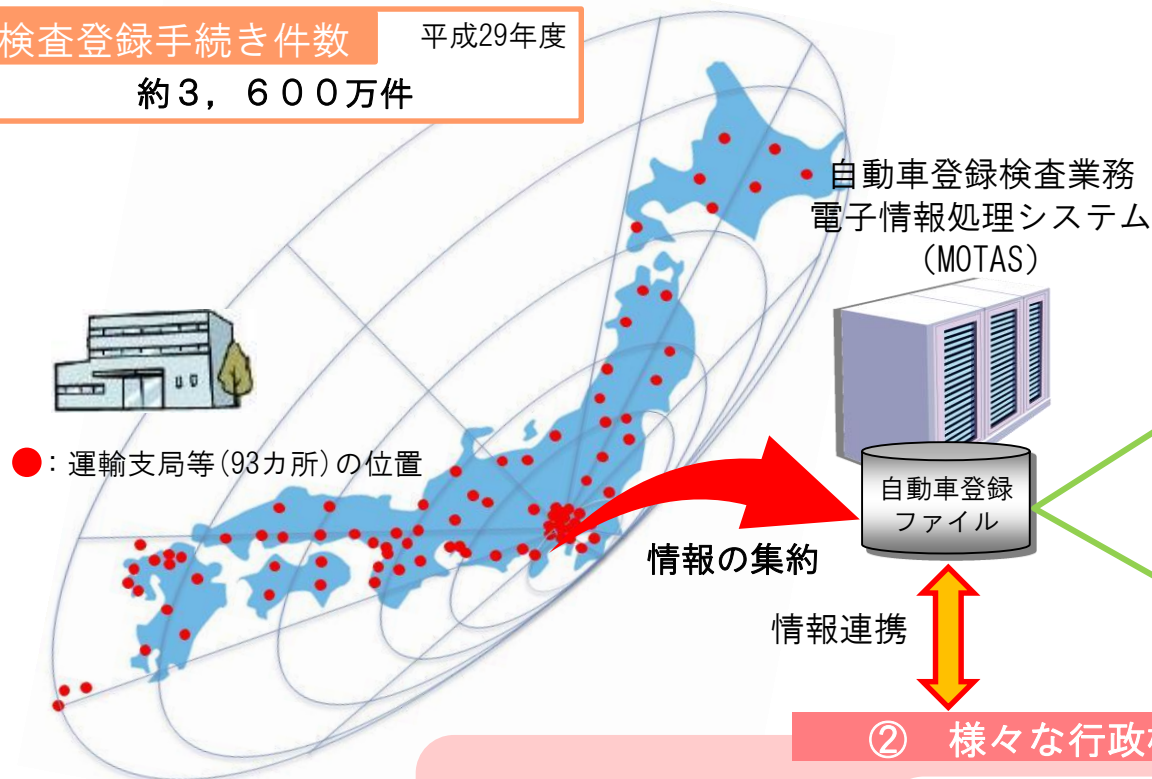 検査登録手続き件数
平成29年度
約３，６００万件
自動車登録検査業務
電子情報処理システム
(MOTAS)
●：運輸支局等(93カ所)の位置
自動車登録
ファイル
情報の集約
情報連携
② 様々な行政